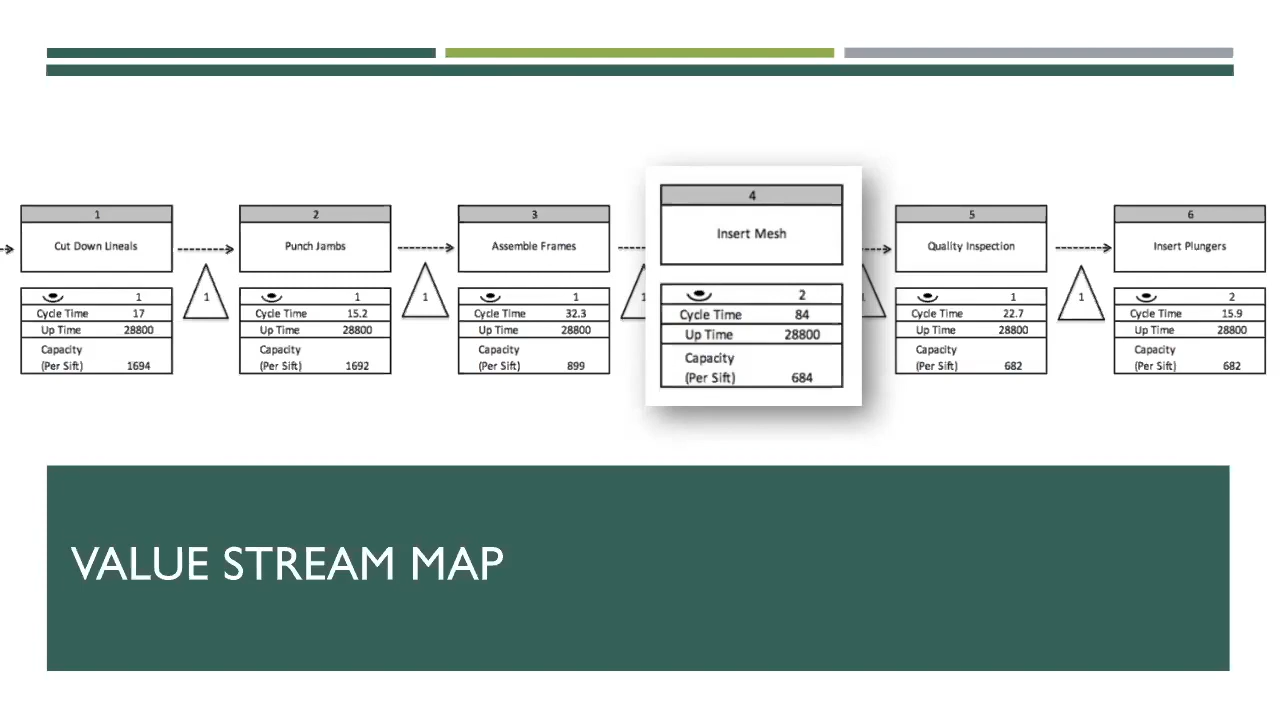 1
Cut Down Lineals
1
Cycle Time 17
Up Time 28800
Capacity
(Per Sift) 1694
1
2
Punch Jambs
1
Cycle Time 15.2
Up Time 28800
Capacity
(Per Sift) 1692
1
3
Assemble Frames
1
Cycle Time 32.3
Up Time 28800
Capacity
(Per Sift) 899
1
4
Insert Mesh
2
Cycle Time 84
Up Time 28800
Capacity
(Per Sift) 684
1
5
Quality Inspection
1
Cycle Time 22.7
Up Time 28800
Capacity
(Per Sift) 682
1
6
Insert Plungers
2
Cycle Time 15.9
Up Time 28800
Capacity
(Per Sift) 682
VALUE STREAM MAP